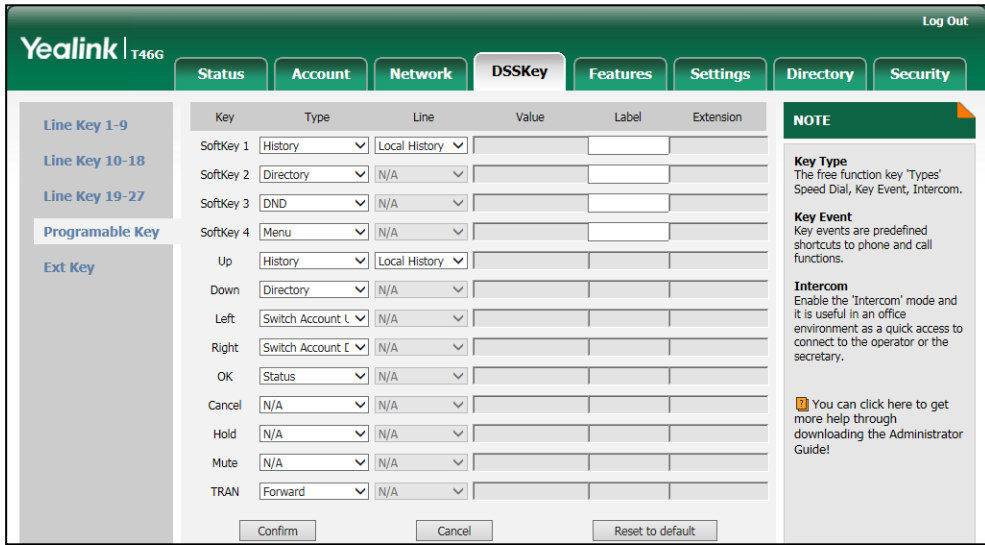 Log Out
Yealink T46G
Status Account Network DSSKey Features Settings Directory Security
Line Key 1-9
Line Key 10-18
Line Key 19-27
Programable Key
Ext Key
Key Type Line Value Label Extension
SoftKey 1 History Local History
SoftKey 2 Directory N/A
SoftKey 3 DND N/A
SoftKey 4 Menu N/A
Up History Local History
Down Directory N/A
Left Switch Account U N/A
Right Switch Account D N/A
OK Status N/A
Cancel N/A N/A
Hold N/A N/A
Mute N/A N/A
TRAN Forward N/A
Confirm Cancel Reset to default
NOTE
Key Type
The free function key 'Types'
Speed Dial, Key Event, Intercom.
Key Event
Key events are predefined
shortcuts to phone and call
functions.
Intercom
Enable the 'Intercom' mode and
it is useful in an office
environment as a quick access to
connect to the operator or the
secretary.
You can click here to get
more help through
downloading the Administrator
Guide!